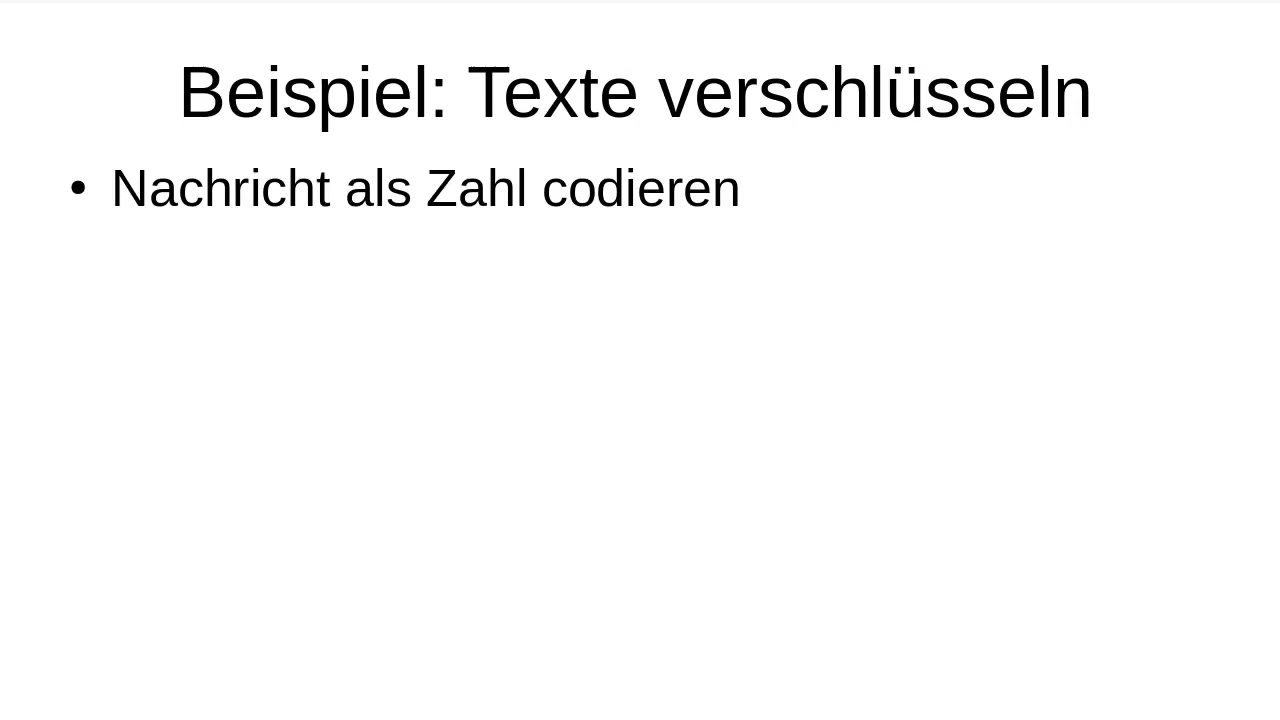 Beispiel: Texte verschlüsseln
• Nachricht als Zahl codieren